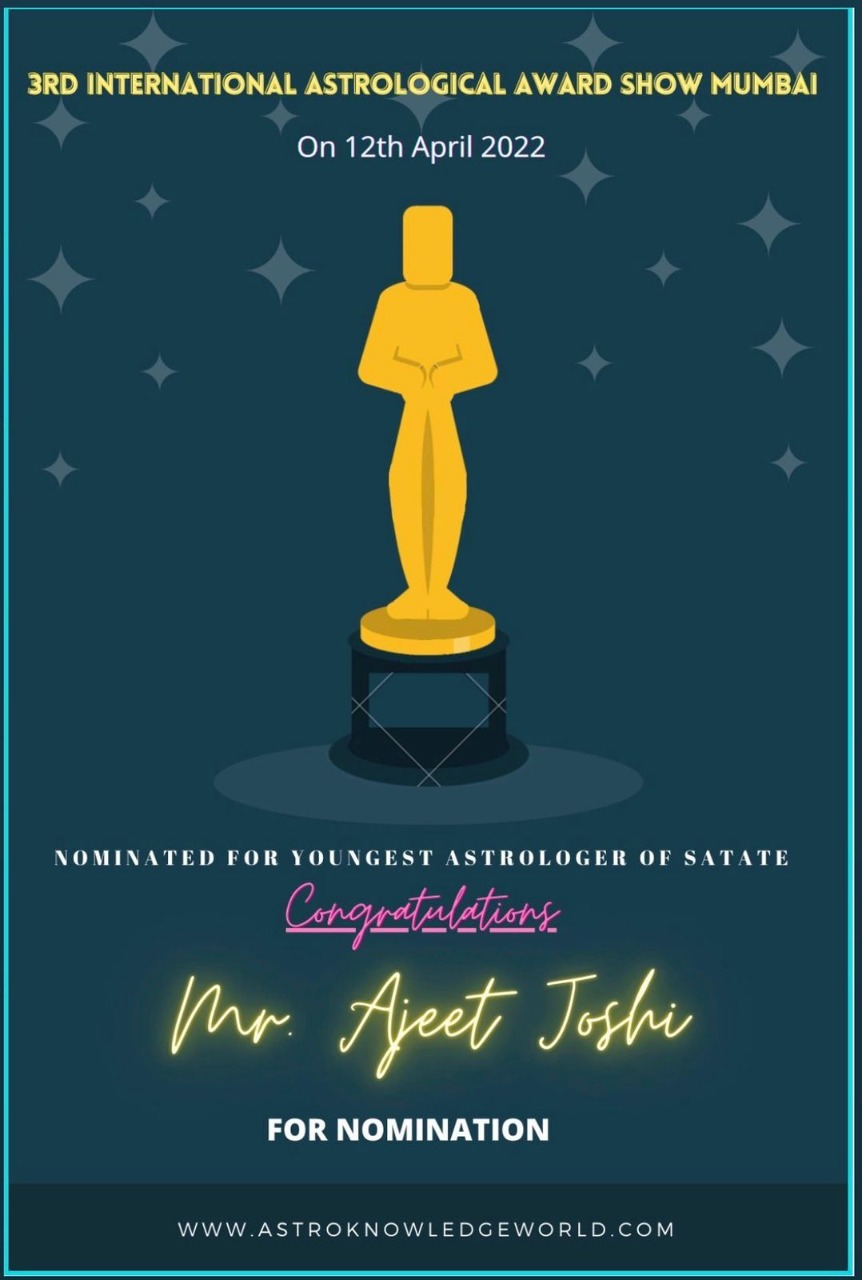 3RD INTERNATIONAL ASTROLOGICAL AWARD SHOW MUMBAI
On 12th April 2022
NOMINATED FOR YOUNGEST ASTROLOGER OF SATATE
Congratulations
Mr. Ajeet Joshi
FOR NOMINATION
WWW.ASTROKNOWLEDGEWORLD.COM